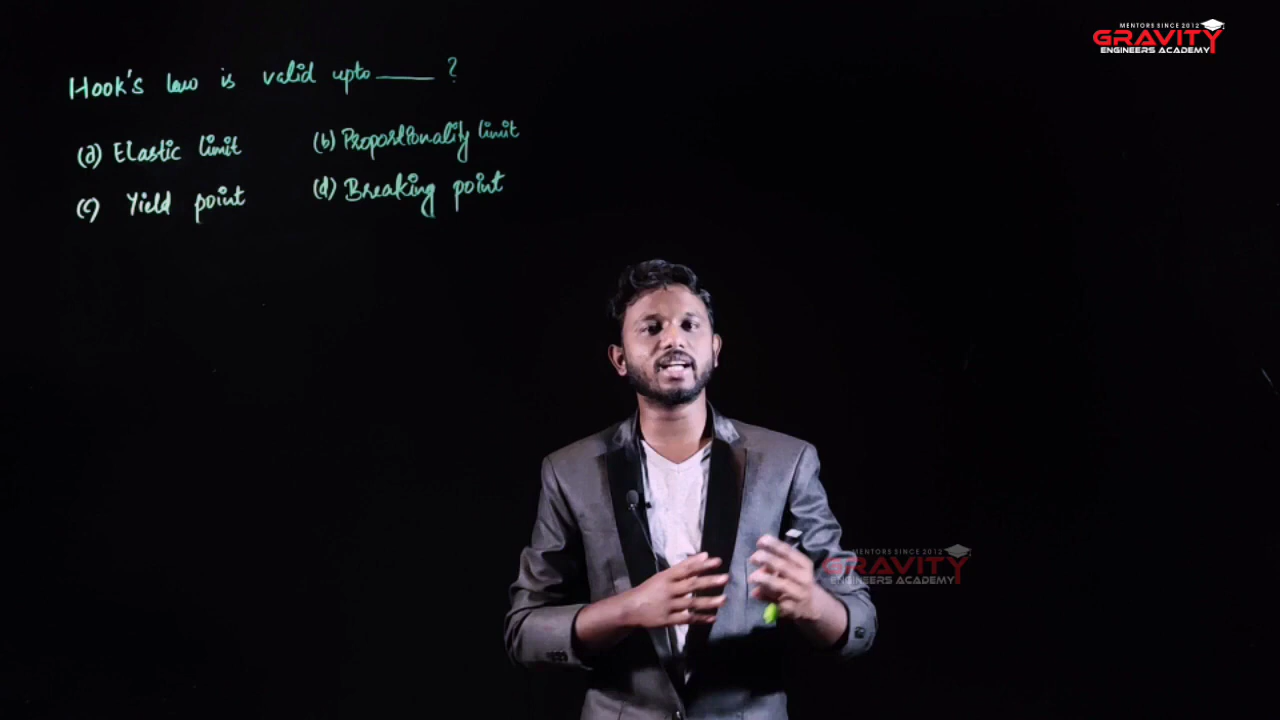 MENTORS SINCE 2012
GRAVITY
ENGINEERS ACADEMY
Hook's law is valid upto ____ ?
(a) Elastic limit (b) Proportionality limit
(c) Yield point (d) Breaking point
MENTORS SINCE 2012
GRAVITY
ENGINEERS ACADEMY